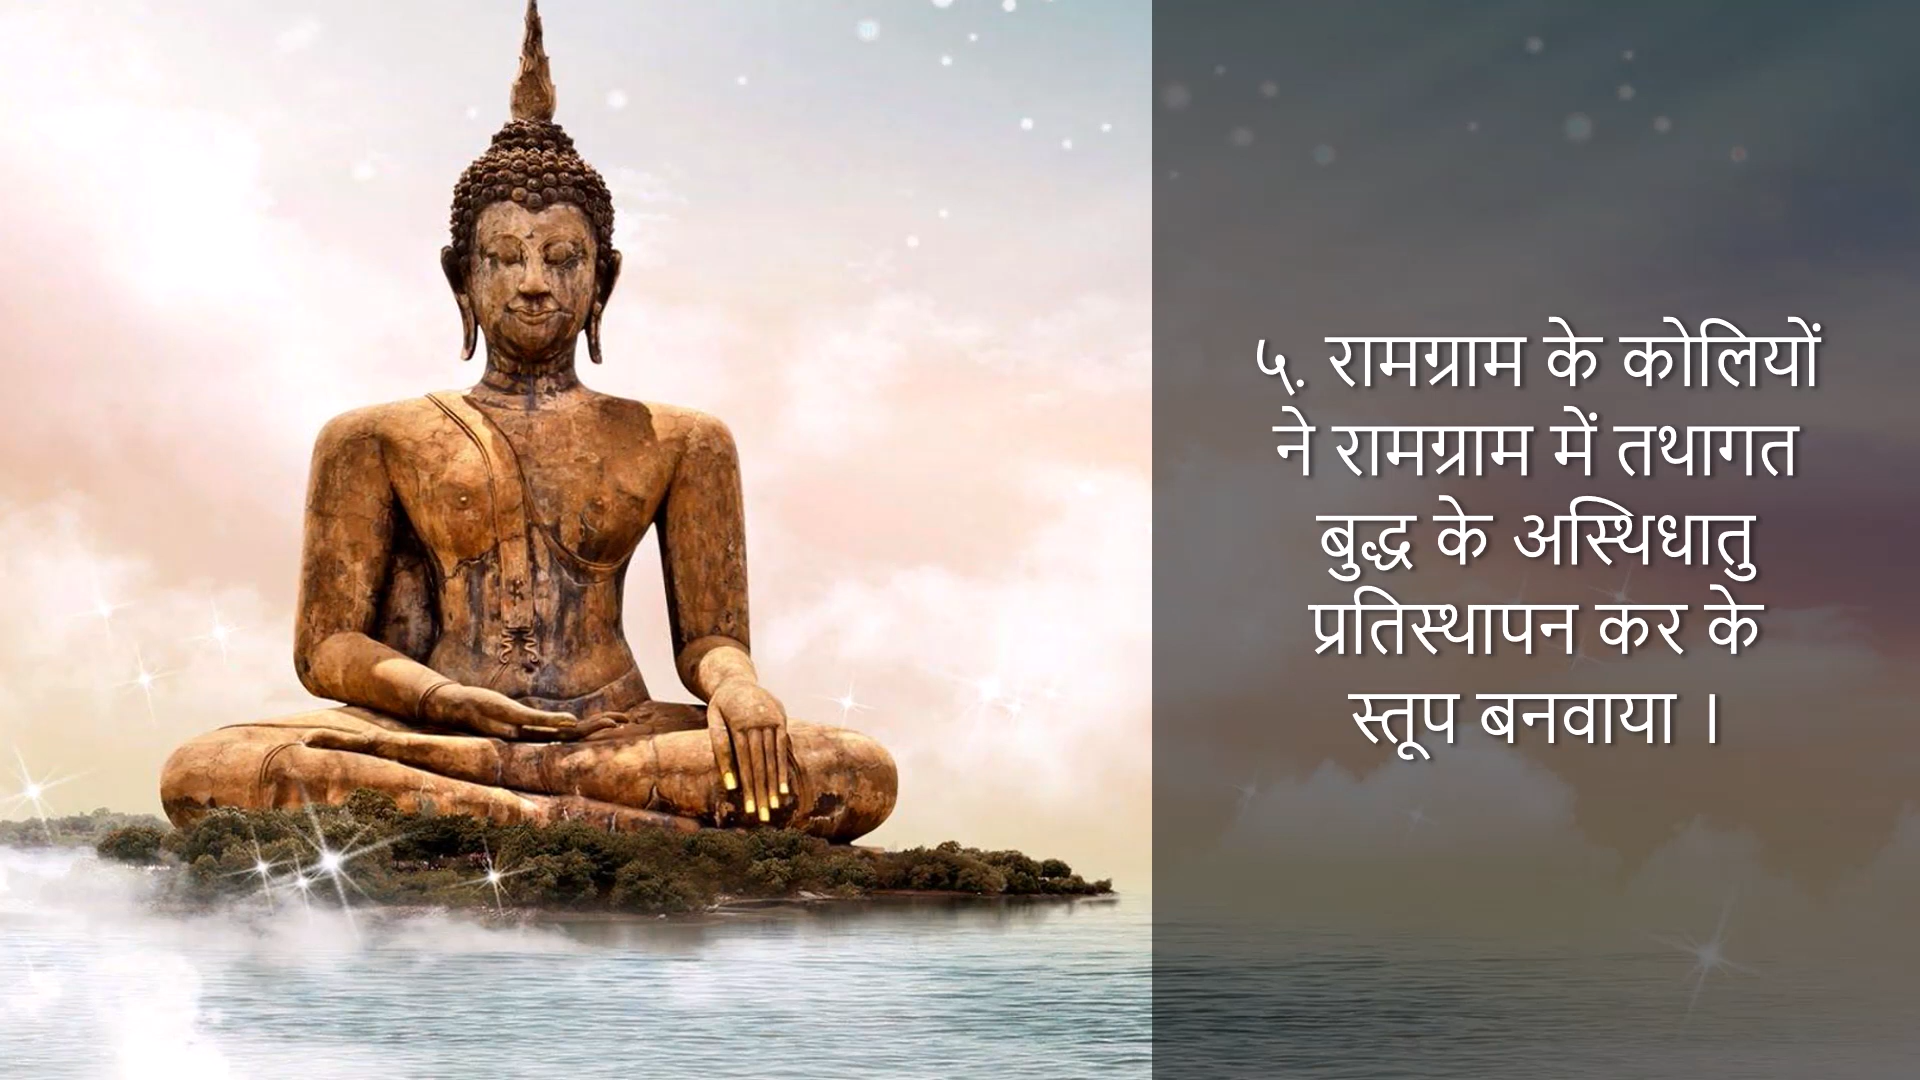 ५. रामग्राम के कोलियों
ने रामग्राम में तथागत
बुद्ध के अस्थिधातु
प्रतिस्थापन कर के
स्तूप बनवाया ।